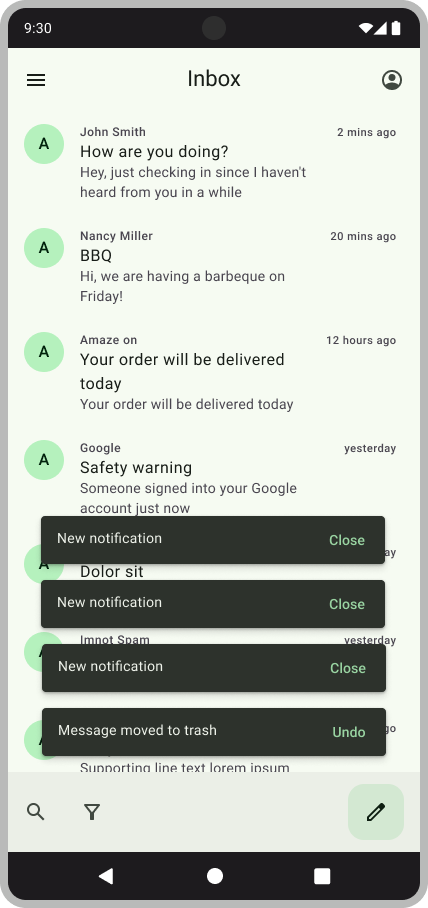 9:30
Inbox
A
John Smith
2 mins ago
How are you doing?
Hey, just checking in since I haven't
heard from you in a while
A
Nancy Miller
20 mins ago
BBQ
Hi, we are having a barbeque on
Friday!
A
Amaze on
12 hours ago
Your order will be delivered
today
Your order will be delivered today
A
Google
yesterday
Safety warning
Someone signed into your Google
account just now
New notification
Close
Dolor sit
New notification
Close
Imnot Spam
yesterday
New notification
Close
Message moved to trash
Undo
Supporting line text lorem ipsum